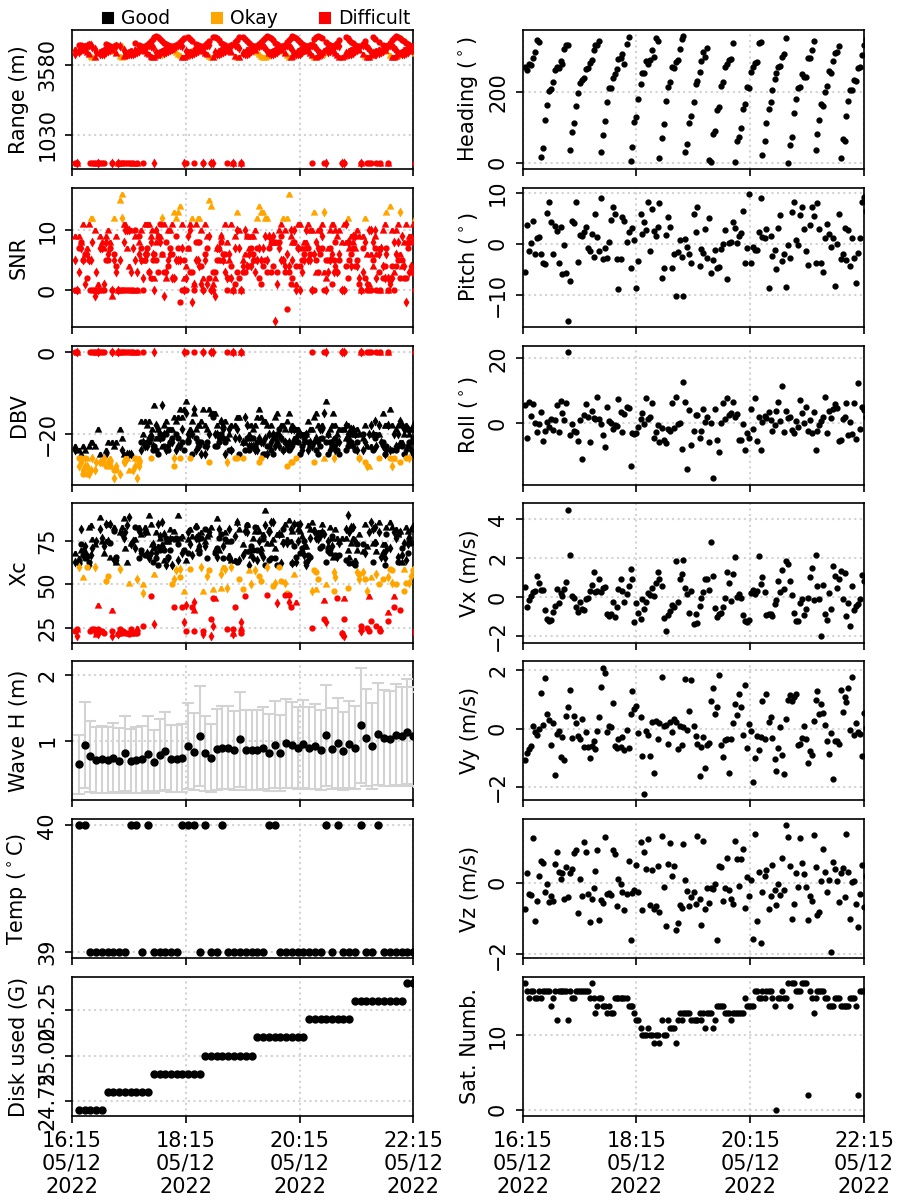 Good Okay Difficult
Range (m)
3580
1030
Heading (°)
200
0
SNR
10
0
Pitch (°)
10
0
−10
DBV
0
−20
Roll (°)
20
0
Xc
75
50
25
Vx (m/s)
4
2
0
−2
Wave H (m)
2
1
Vy (m/s)
2
0
−2
Temp (°C)
40
39
Vz (m/s)
0
−2
Disk used (G)
25.25
25.00
24.75
Sat. Numb.
10
0
16:15 18:15 20:15 22:15
05/12 05/12 05/12 05/12
2022 2022 2022 2022
16:15 18:15 20:15 22:15
05/12 05/12 05/12 05/12
2022 2022 2022 2022